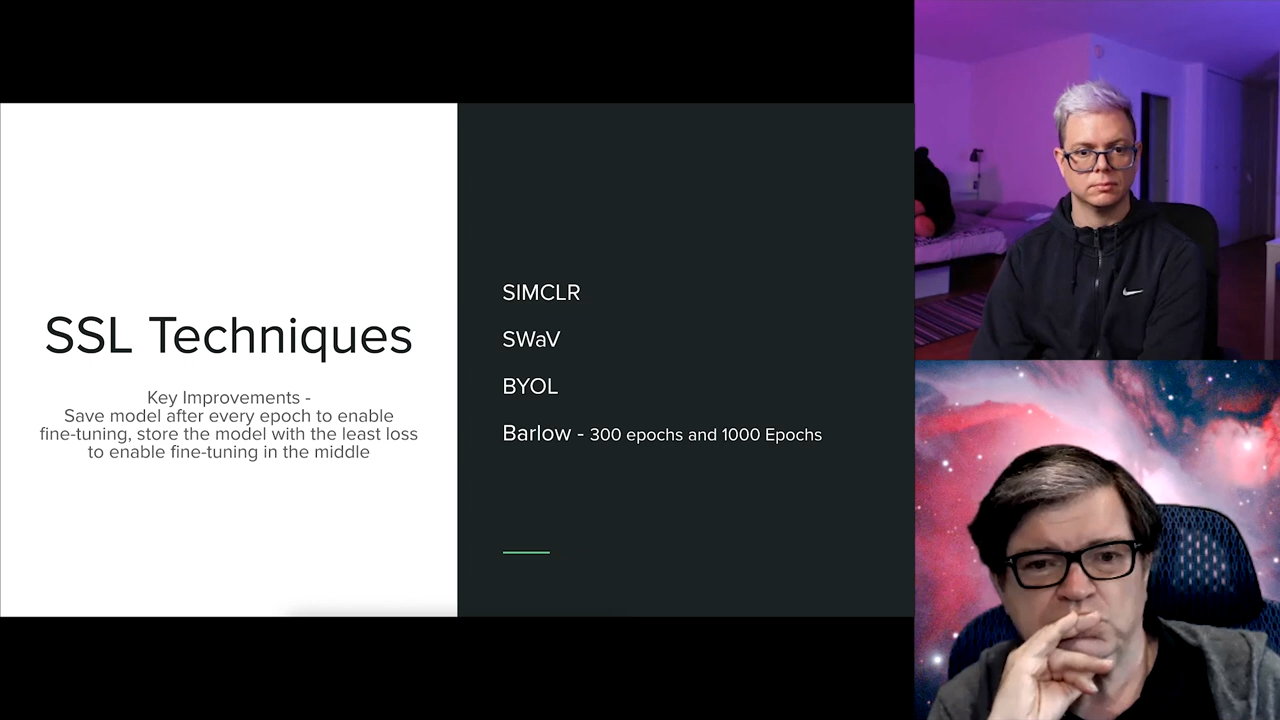 SSL Techniques
Key Improvements -
Save model after every epoch to enable
fine-tuning, store the model with the least loss
to enable fine-tuning in the middle
SIMCLR
SWaV
BYOL
Barlow - 300 epochs and 1000 Epochs